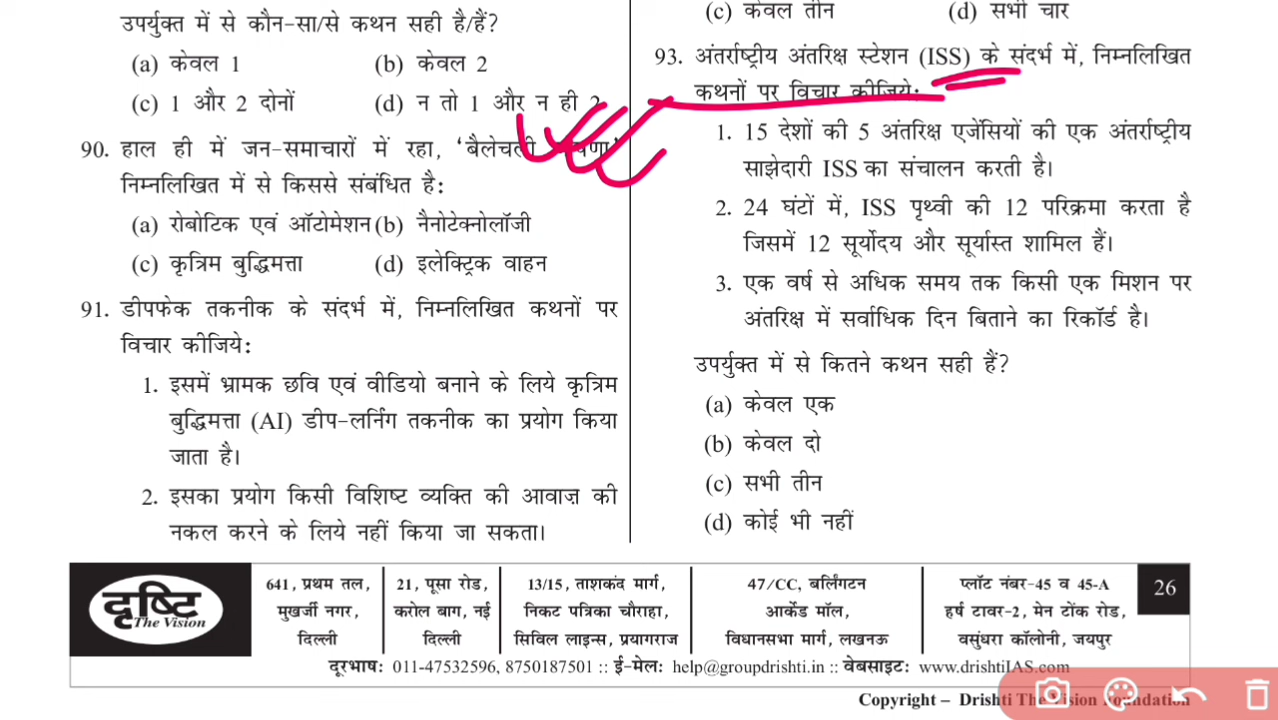 उपर्युक्त में से कौन-सा/से कथन सही है/हैं?
(a) केवल 1 (b) केवल 2
(c) 1 और 2 दोनों (d) न तो 1 और न ही 2
90. हाल ही में जन-समाचारों में रहा,
निम्नलिखित में से किससे संबंधित है:
(a) रोबोटिक एवं ऑटोमेशन (b) नैनोटेक्नोलॉजी
(c) कृत्रिम बुद्धिमत्ता (d) इलेक्ट्रिक वाहन
91. डीपफेक तकनीक के संदर्भ में, निम्नलिखित कथनों पर
विचार कीजिये:
1. इसमें भ्रामक छवि एवं वीडियो बनाने के लिये कृत्रिम
बुद्धिमत्ता (AI) डीप-लर्निंग तकनीक का प्रयोग किया
जाता है।
2. इसका प्रयोग किसी विशिष्ट व्यक्ति की आवाज़ की
नकल करने के लिये नहीं किया जा सकता।
(c) केवल तीन (d) सभी चार
93. अंतर्राष्ट्रीय अंतरिक्ष स्टेशन (ISS) के संदर्भ में, निम्नलिखित
कथनों पर विचार कीजिये:
1. 15 देशों की 5 अंतरिक्ष एजेंसियों की एक अंतर्राष्ट्रीय
साझेदारी ISS का संचालन करती है।
2. 24 घंटों में, ISS पृथ्वी की 12 परिक्रमा करता है
जिसमें 12 सूर्योदय और सूर्यास्त शामिल हैं।
3. एक वर्ष से अधिक समय तक किसी एक मिशन पर
अंतरिक्ष में सर्वाधिक दिन बिताने का रिकॉर्ड है।
उपर्युक्त में से कितने कथन सही हैं?
(a) केवल एक
(b) केवल दो
(c) सभी तीन
(d) कोई भी नहीं
दृष्टि
The Vision
641, प्रथम तल,
मुखर्जी नगर,
दिल्ली
21, पूसा रोड,
करोल बाग, नई
दिल्ली
13/15, ताशकंद मार्ग,
निकट पत्रिका चौराहा,
सिविल लाइन्स, प्रयागराज
47/CC, बर्लिंगटन
आर्केड मॉल,
विधानसभा मार्ग, लखनऊ
प्लॉट नंबर-45 व 45-A
हर्ष टावर-2, मेन टोंक रोड,
वसुंधरा कॉलोनी, जयपुर
26
दूरभाष: 011-47532596, 8750187501 :: ई-मेल: help@groupdrishti.in :: वेबसाइट: www.drishtiIAS.com
Copyright – Drishti The Vision Foundation